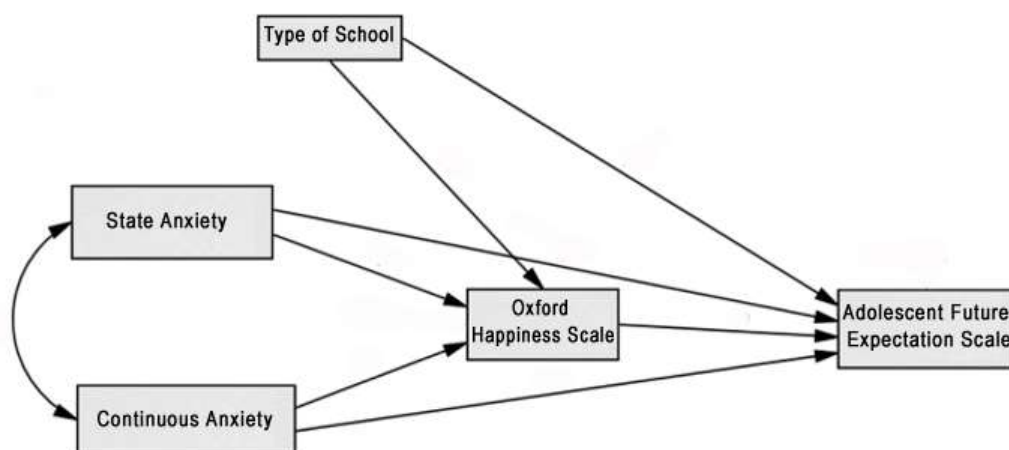 Type of School
State Anxiety
Oxford
Happiness Scale
Adolescent Future
Expectation Scale
Continuous Anxiety